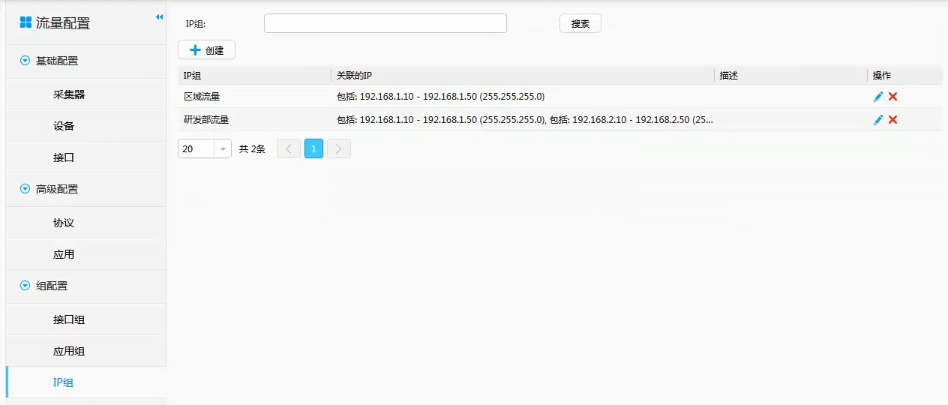 流量配置
基础配置
采集器
设备
接口
高级配置
协议
应用
组配置
接口组
应用组
IP组
IP组:
搜索
创建
IP组 关联的IP 描述 操作
区域流量 包括: 192.168.1.10 - 192.168.1.50 (255.255.255.0)
研发部流量 包括: 192.168.1.10 - 192.168.1.50 (255.255.255.0), 包括: 192.168.2.10 - 192.168.2.50 (25...
20 共 2条 1